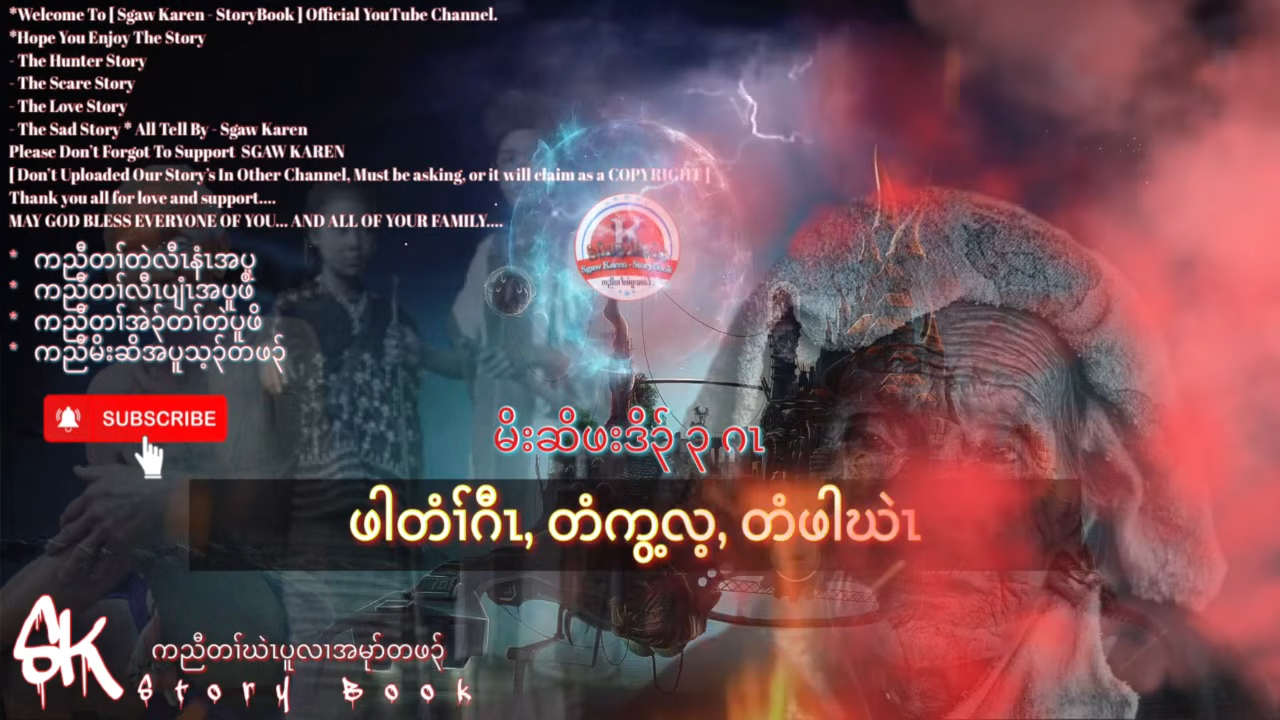 *Welcome To [ Sgaw Karen - StoryBook ] Official YouTube Channel.
*Hope You Enjoy The Story
- The Hunter Story
- The Scare Story
- The Love Story
- The Sad Story * All Tell By - Sgaw Karen
Please Don't Forgot To Support SGAW KAREN
[ Don't Uploaded Our Story's In Other Channel, Must be asking, or it will claim as a COPYRIGHT ]
Thank you all for love and support....
MAY GOD BLESS EVERYONE OF YOU... AND ALL OF YOUR FAMILY....
* ကညီတၢ်တဲလီၤနံၤအပူ
* ကညီတၢ်လီၤပျံၤအပူဖိ
* ကညီတၢ်အဲၣ်တၢ်တဲပူဖိ
* ကညီမိးဆိအပူသ့ၣ်တဖၣ်
SUBSCRIBE
K
Sgaw Karen - StoryBook
မိးဆိဖးဒိၣ် ၃ ဂၤ
ဖါတံၢ်ဂီၤ, တံကွ့လ့, တံဖါဃဲၤ
SK
ကညီတၢ်ဃဲၤပူလၢအမုာ်တဖၣ်
Story Book